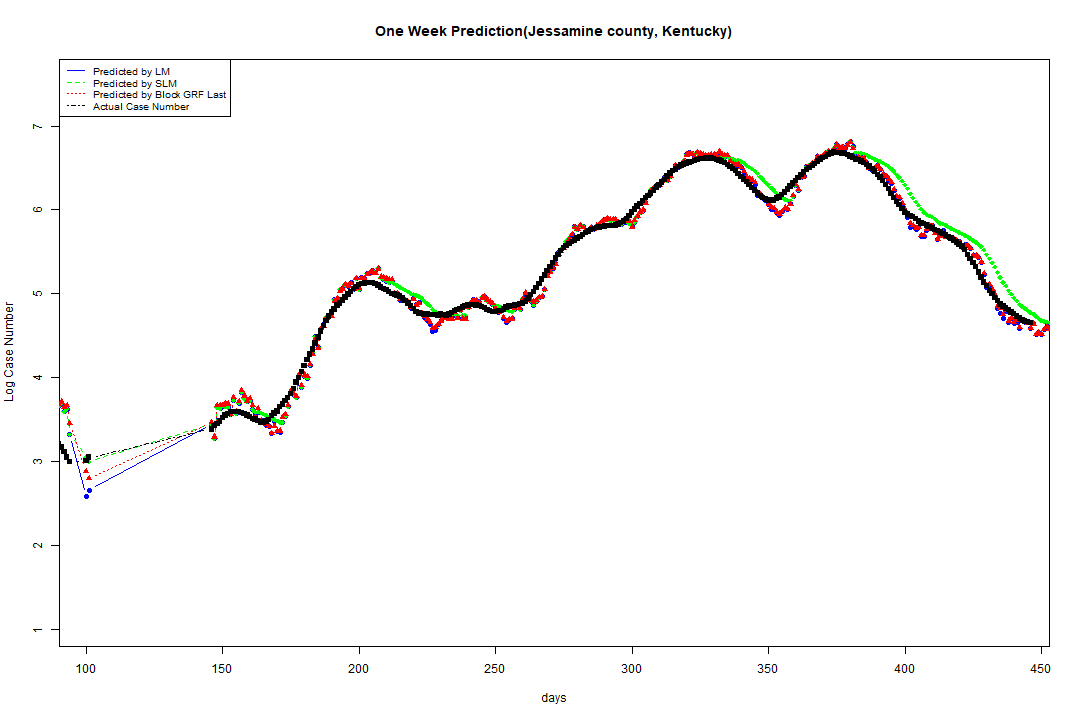 One Week Prediction(Jessamine county, Kentucky)
Predicted by LM
Predicted by SLM
Predicted by Block GRF Last
Actual Case Number
7
6
5
4
3
2
1
Log Case Number
100 150 200 250 300 350 400 450
days